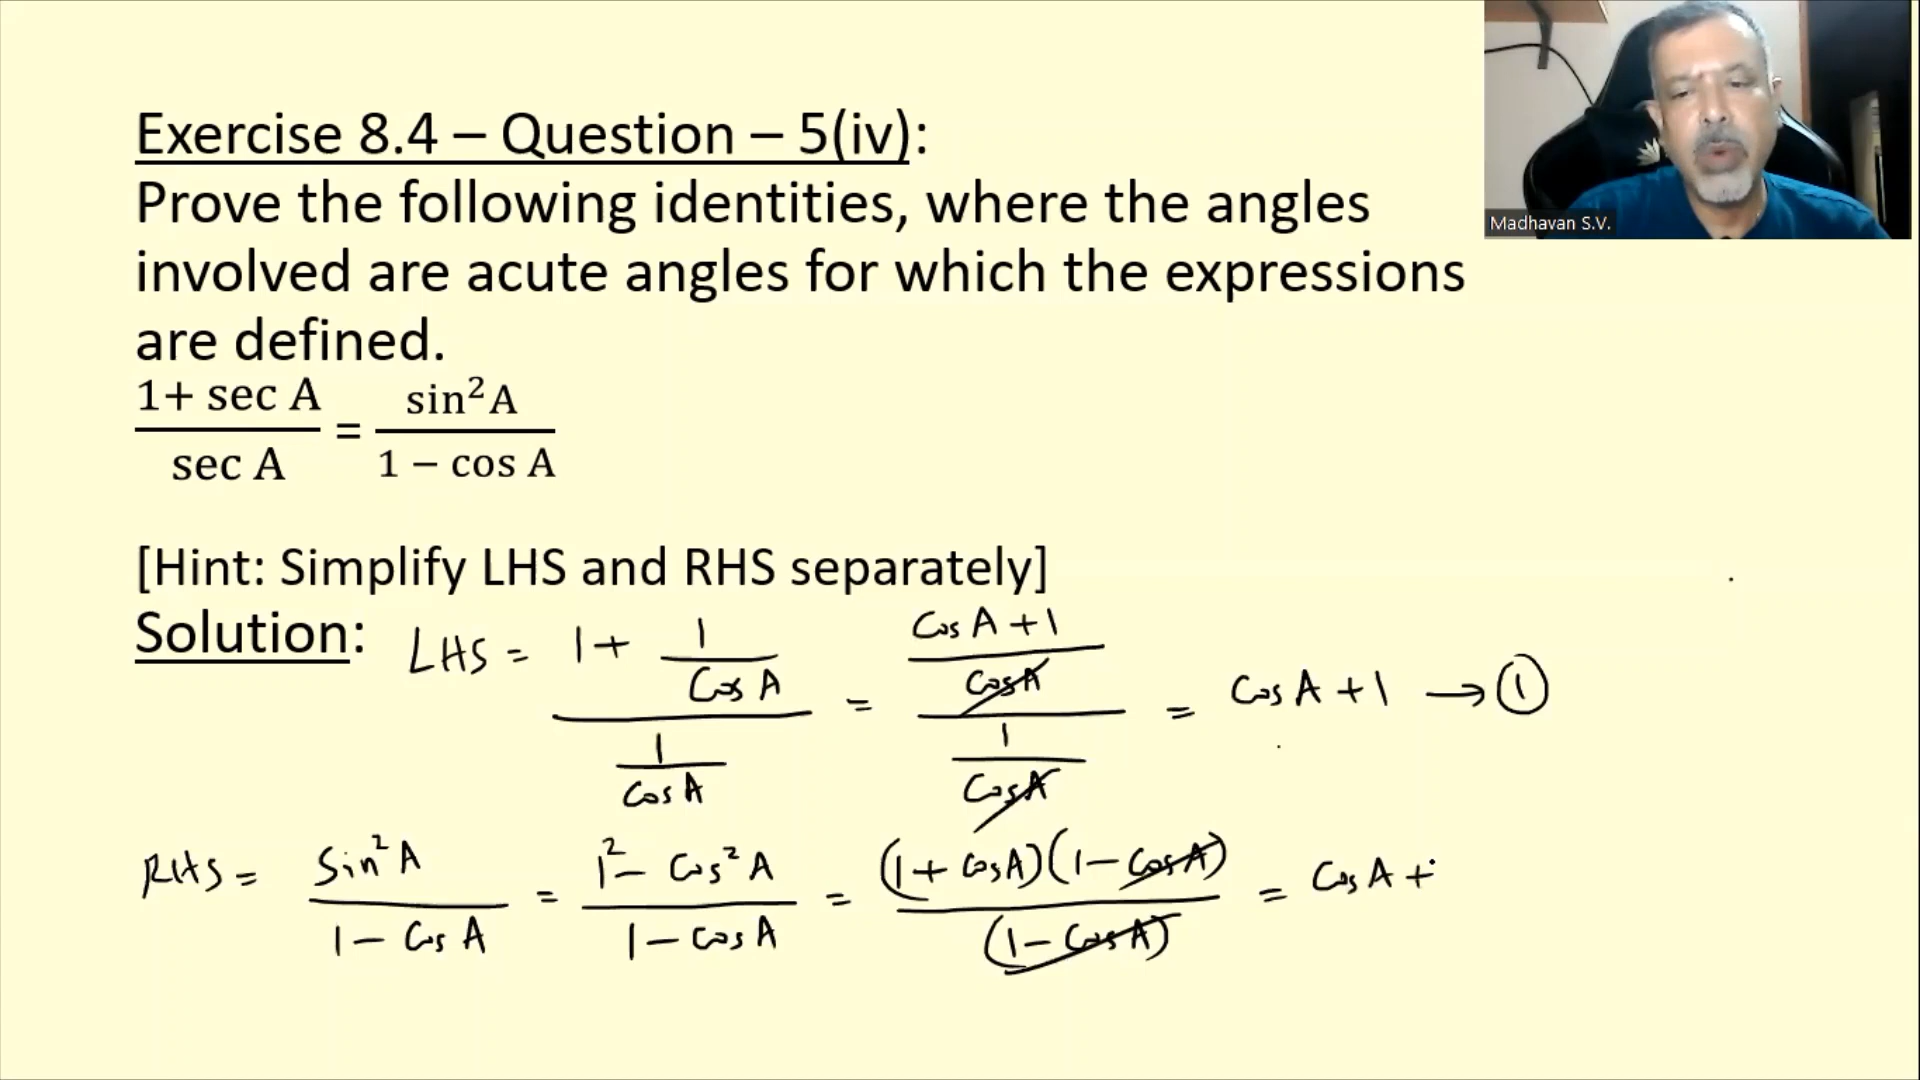 Exercise 8.4 – Question – 5(iv):
Prove the following identities, where the angles
involved are acute angles for which the expressions
are defined.
1+ sec A / sec A = sin²A / 1 − cos A
[Hint: Simplify LHS and RHS separately]
Solution: LHS = 1 + 1/Cos A / 1/Cos A = Cos A + 1/Cos A / 1/Cos A = Cos A + 1 → ①
RHS = Sin²A / 1 − Cos A = 1² − Cos²A / 1 − Cos A = (1 + Cos A)(1 − Cos A) / (1 − Cos A) = Cos A +
Madhavan S.V.